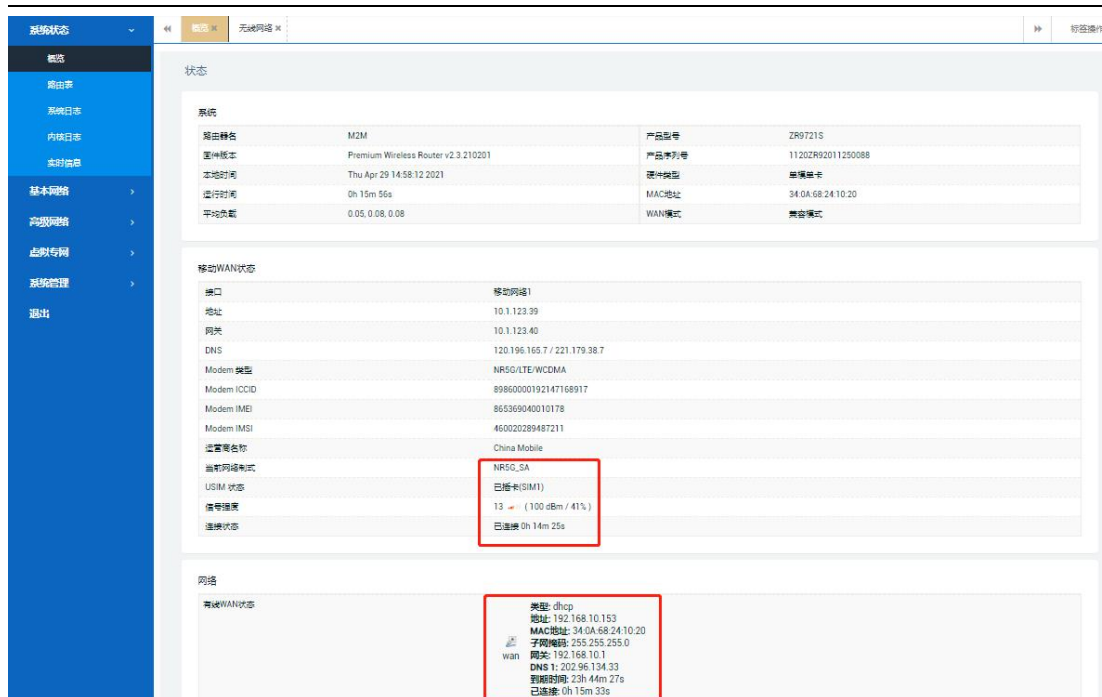 系统状态
概览
路由表
系统日志
内核日志
实时信息
基本网络
高级网络
虚拟专网
系统管理
退出
概览 × 无线网络 ×
标签操作
状态
系统
路由器名 M2M 产品型号 ZR9721S
固件版本 Premium Wireless Router v2.3.210201 产品序列号 1120ZR92011250088
本地时间 Thu Apr 29 14:58:12 2021 硬件类型 单模单卡
运行时间 0h 15m 56s MAC地址 34:0A:68:24:10:20
平均负载 0.05, 0.08, 0.08 WAN模式 兼容模式
移动WAN状态
接口 移动网络1
地址 10.1.123.39
网关 10.1.123.40
DNS 120.196.165.7 / 221.179.38.7
Modem 类型 NR5G/LTE/WCDMA
Modem ICCID 89860000192147168917
Modem IMEI 865369040010178
Modem IMSI 460020289487211
运营商名称 China Mobile
当前网络制式 NR5G_SA
USIM 状态 已插卡(SIM1)
信号强度 13 ( 100 dBm / 41% )
连接状态 已连接 0h 14m 25s
网络
有线WAN状态
类型: dhcp
地址: 192.168.10.153
MAC地址: 34:0A:68:24:10:20
子网掩码: 255.255.255.0
wan 网关: 192.168.10.1
DNS 1: 202.96.134.33
到期时间: 23h 44m 27s
已连接: 0h 15m 33s